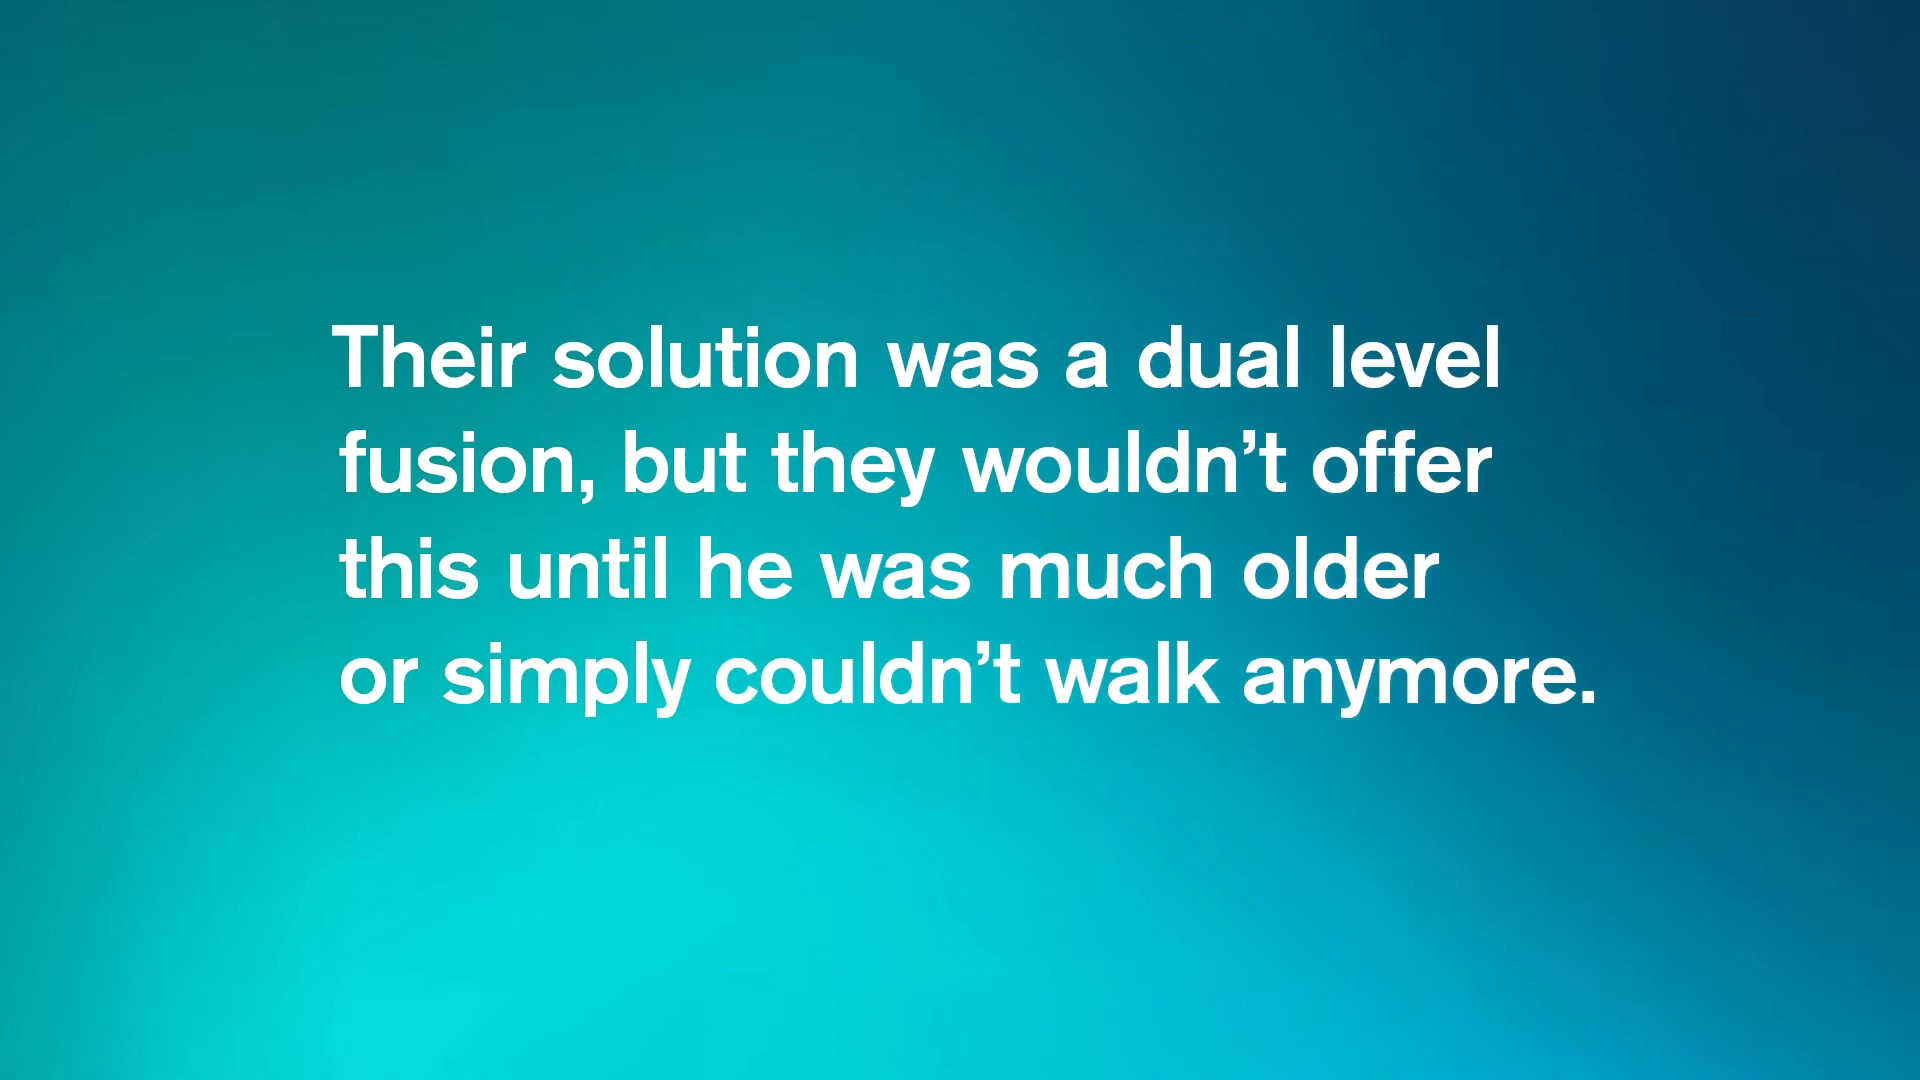 Their solution was a dual level
fusion, but they wouldn’t offer
this until he was much older
or simply couldn’t walk anymore.